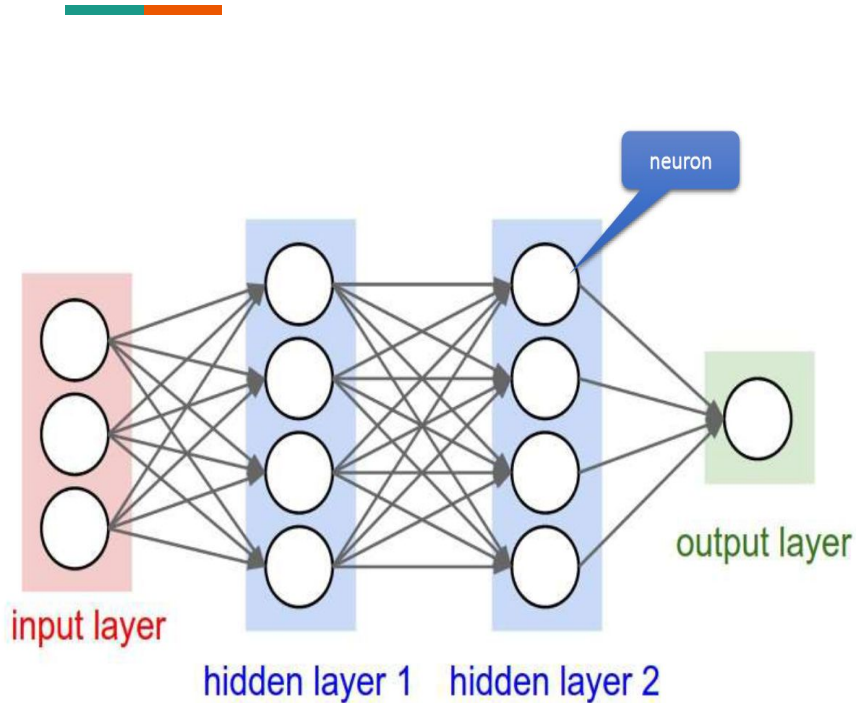 neuron
output layer
input layer
hidden layer 1
hidden layer 2